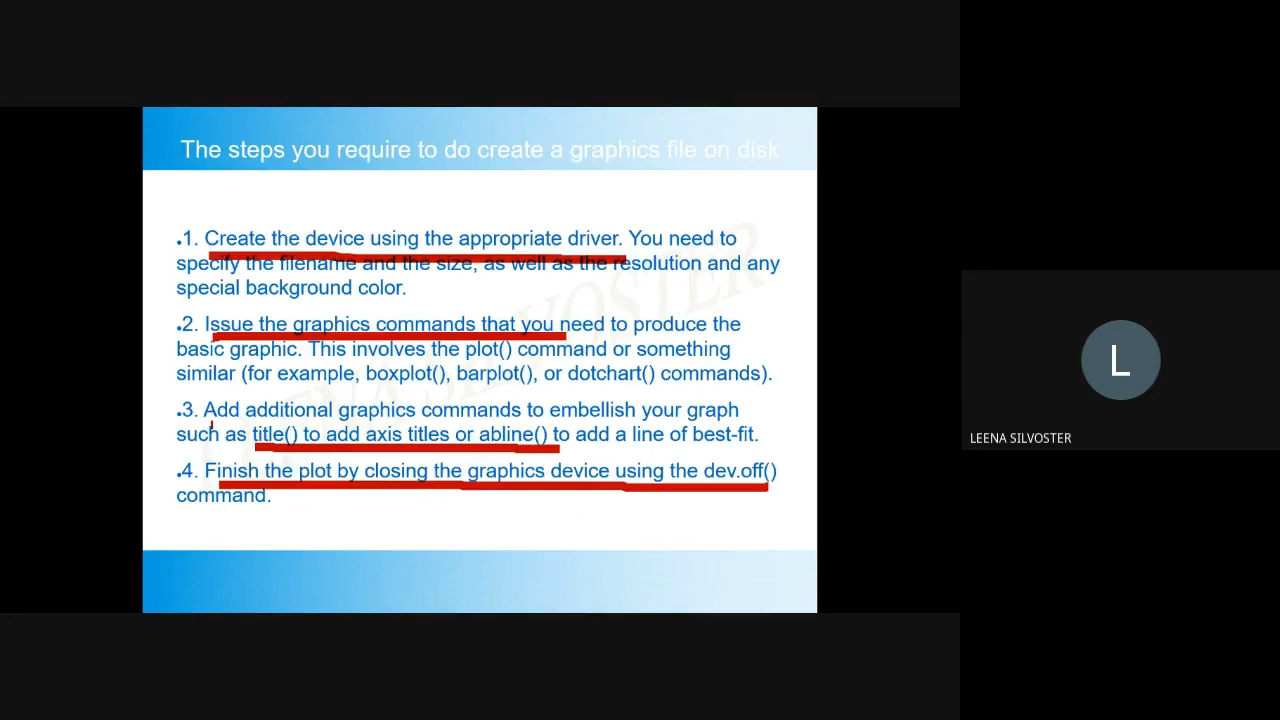 The steps you require to do create a graphics file on disk
•1. Create the device using the appropriate driver. You need to
specify the filename and the size, as well as the resolution and any
special background color.
•2. Issue the graphics commands that you need to produce the
basic graphic. This involves the plot() command or something
similar (for example, boxplot(), barplot(), or dotchart() commands).
•3. Add additional graphics commands to embellish your graph
such as title() to add axis titles or abline() to add a line of best-fit.
•4. Finish the plot by closing the graphics device using the dev.off()
command.
LEENA SILVOSTER
L
LEENA SILVOSTER